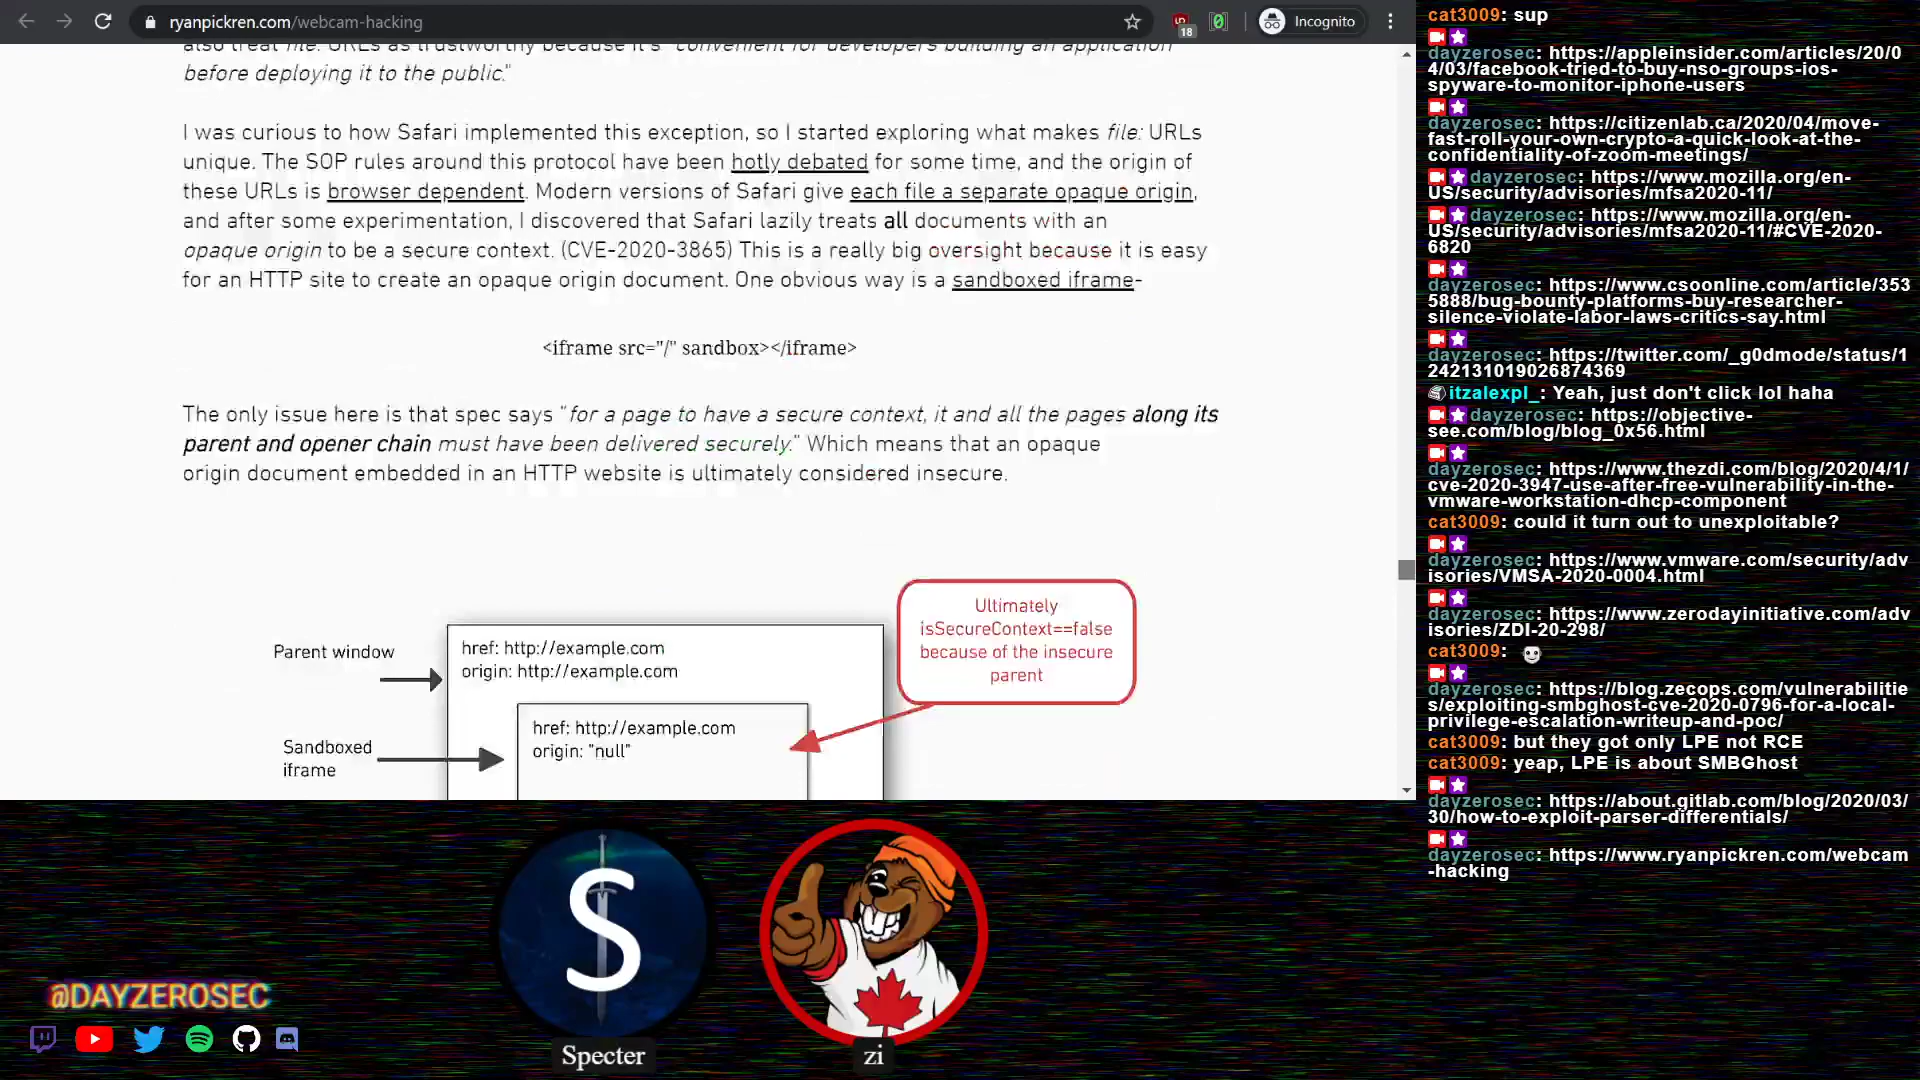 ryanpickren.com/webcam-hacking
18
Incognito
also treat file: URLs as trustworthy because it's "convenient for developers building an application
before deploying it to the public."
I was curious to how Safari implemented this exception, so I started exploring what makes file: URLs
unique. The SOP rules around this protocol have been hotly debated for some time, and the origin of
these URLs is browser dependent. Modern versions of Safari give each file a separate opaque origin,
and after some experimentation, I discovered that Safari lazily treats all documents with an
opaque origin to be a secure context. (CVE-2020-3865) This is a really big oversight because it is easy
for an HTTP site to create an opaque origin document. One obvious way is a sandboxed iframe-
<iframe src="/" sandbox></iframe>
The only issue here is that spec says "for a page to have a secure context, it and all the pages along its
parent and opener chain must have been delivered securely." Which means that an opaque
origin document embedded in an HTTP website is ultimately considered insecure.
Parent window
href: http://example.com
origin: http://example.com
Sandboxed
iframe
href: http://example.com
origin: "null"
Ultimately
isSecureContext==false
because of the insecure
parent
cat3009: sup
dayzerosec: https://appleinsider.com/articles/20/0
4/03/facebook-tried-to-buy-nso-groups-ios-
spyware-to-monitor-iphone-users
dayzerosec: https://citizenlab.ca/2020/04/move-
fast-roll-your-own-crypto-a-quick-look-at-the-
confidentiality-of-zoom-meetings/
dayzerosec: https://www.mozilla.org/en-
US/security/advisories/mfsa2020-11/
dayzerosec: https://www.mozilla.org/en-
US/security/advisories/mfsa2020-11/#CVE-2020-
6820
dayzerosec: https://www.csoonline.com/article/353
5888/bug-bounty-platforms-buy-researcher-
silence-violate-labor-laws-critics-say.html
dayzerosec: https://twitter.com/_g0dmode/status/1
242131019026874369
itzalexpl_: Yeah, just don't click lol haha
dayzerosec: https://objective-
see.com/blog/blog_0x56.html
dayzerosec: https://www.thezdi.com/blog/2020/4/1/
cve-2020-3947-use-after-free-vulnerability-in-the-
vmware-workstation-dhcp-component
cat3009: could it turn out to unexploitable?
dayzerosec: https://www.vmware.com/security/adv
isories/VMSA-2020-0004.html
dayzerosec: https://www.zerodayinitiative.com/adv
isories/ZDI-20-298/
cat3009:
dayzerosec: https://blog.zecops.com/vulnerabilitie
s/exploiting-smbghost-cve-2020-0796-for-a-local-
privilege-escalation-writeup-and-poc/
cat3009: but they got only LPE not RCE
cat3009: yeap, LPE is about SMBGhost
dayzerosec: https://about.gitlab.com/blog/2020/03/
30/how-to-exploit-parser-differentials/
dayzerosec: https://www.ryanpickren.com/webcam
-hacking
@DAYZEROSEC
S
Specter
zi